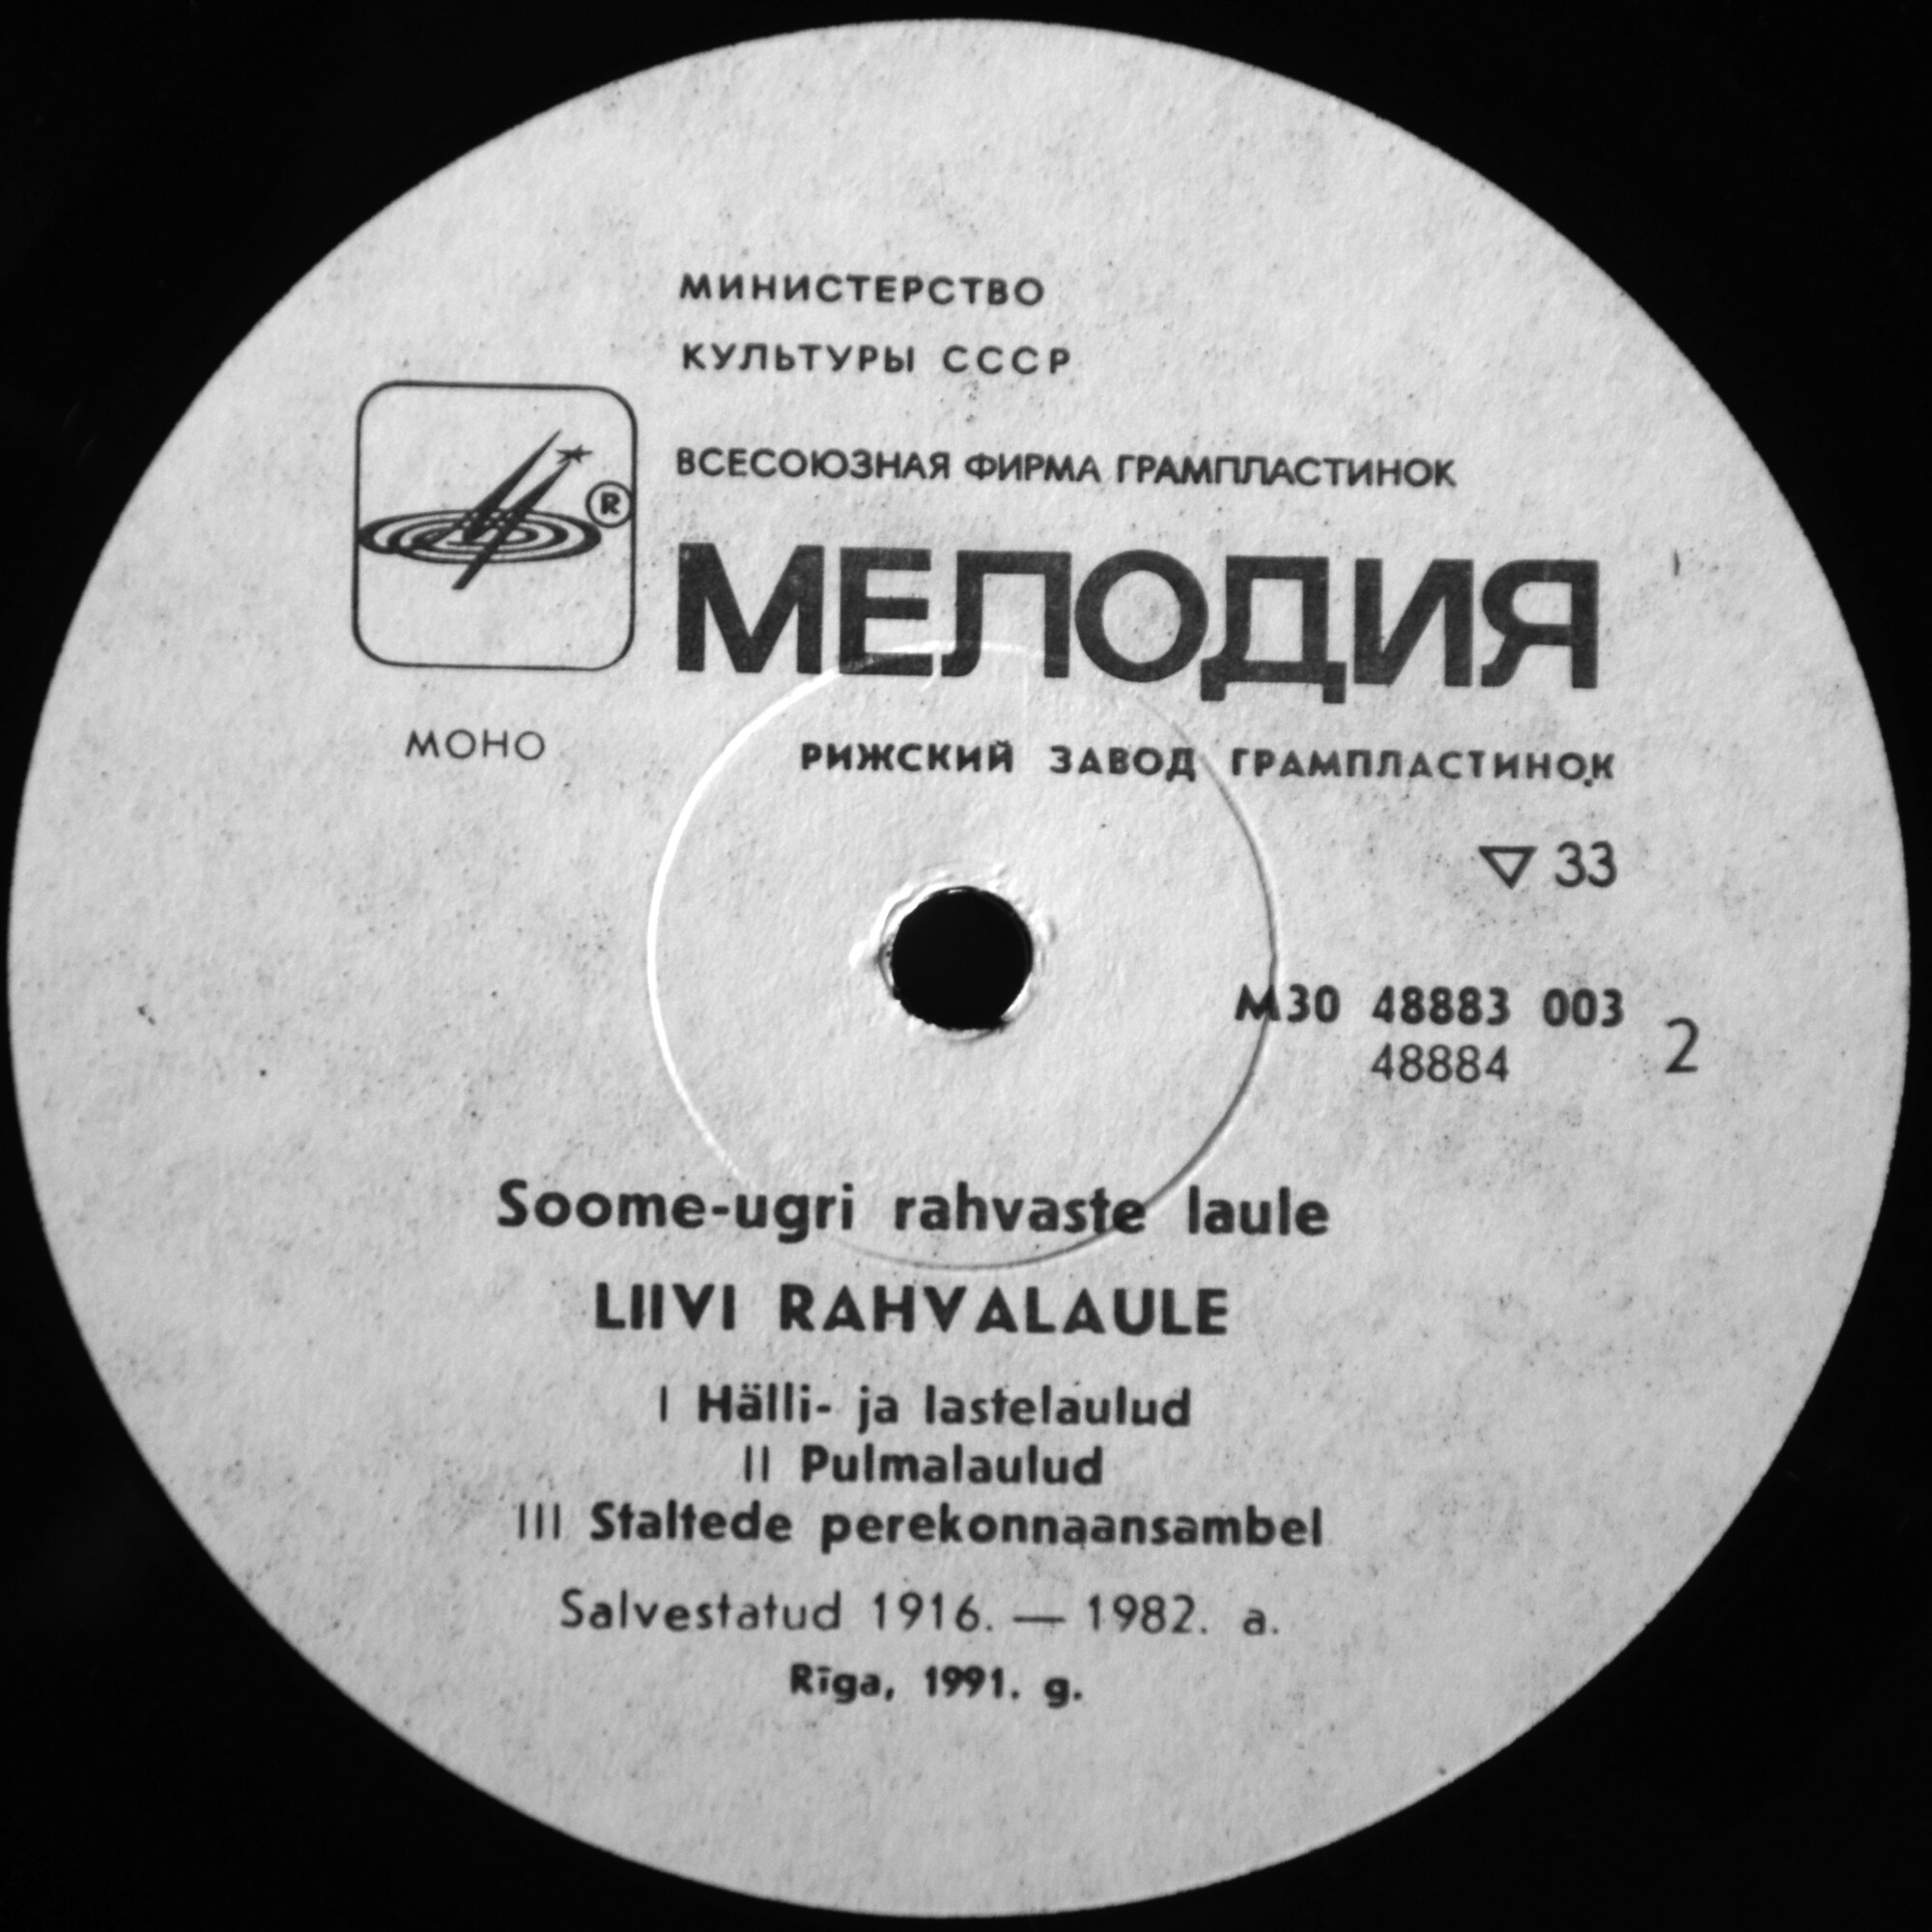 МИНИСТЕРСТВО
КУЛЬТУРЫ СССР
ВСЕСОЮЗНАЯ ФИРМА ГРАМПЛАСТИНОК
®
МЕЛОДИЯ
МОНО
РИЖСКИЙ ЗАВОД ГРАМПЛАСТИНОК
▽ 33
М30 48883 003
48884
2
Soome-ugri rahvaste laule
LIIVI RAHVALAULE
I Hälli- ja lastelaulud
II Pulmalaulud
III Staltede perekonnaansambel
Salvestatud 1916. — 1982. a.
Rīga, 1991. g.